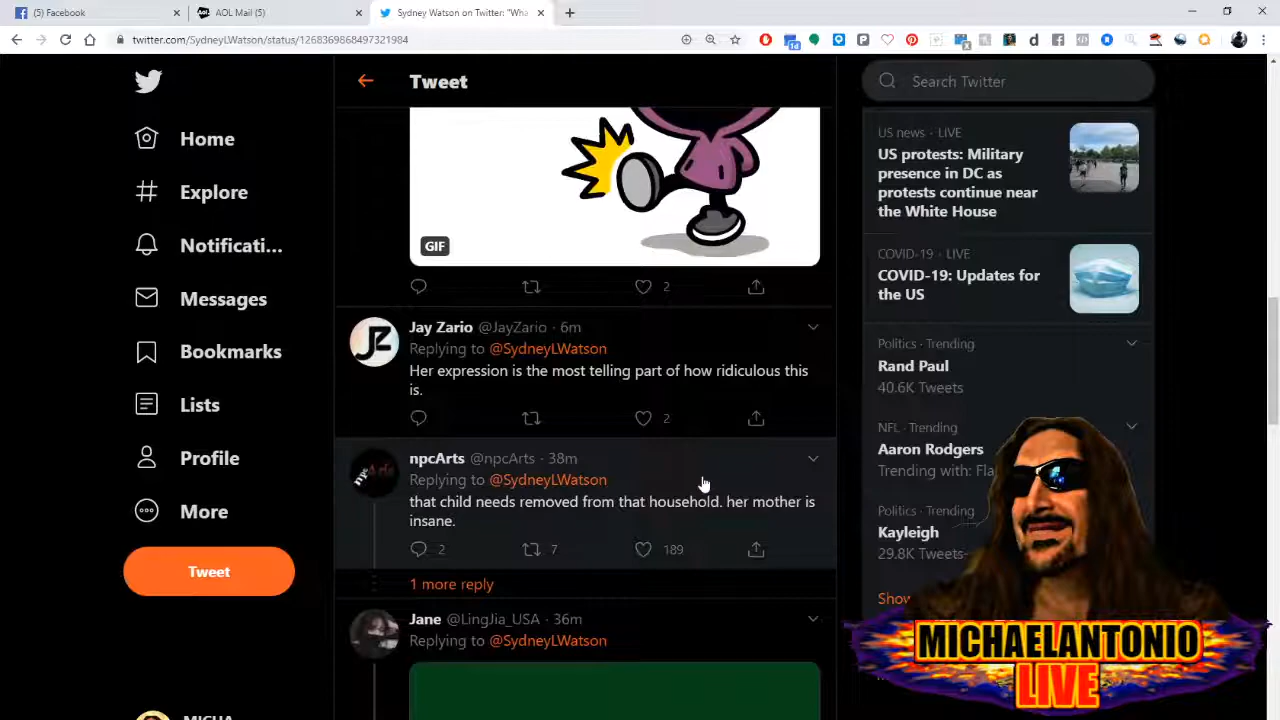 (5) Facebook
AOL Mail (5)
Sydney Watson on Twitter: "Wha
twitter.com/SydneyLWatson/status/1268369868497321984
Home
Explore
Notificati...
Messages
Bookmarks
Lists
Profile
More
Tweet
Tweet
GIF
2
Jay Zario @JayZario · 6m
Replying to @SydneyLWatson
Her expression is the most telling part of how ridiculous this
is.
2
npcArts @npcArts · 38m
Replying to @SydneyLWatson
that child needs removed from that household. her mother is
insane.
2 7 189
1 more reply
Jane @LingJia_USA · 36m
Replying to @SydneyLWatson
Search Twitter
US news · LIVE
US protests: Military
presence in DC as
protests continue near
the White House
COVID-19 · LIVE
COVID-19: Updates for
the US
Politics · Trending
Rand Paul
40.6K Tweets
NFL · Trending
Aaron Rodgers
Trending with: Fla
Politics · Trending
Kayleigh
29.8K Tweets
Show
MICHAELANTONIO
LIVE